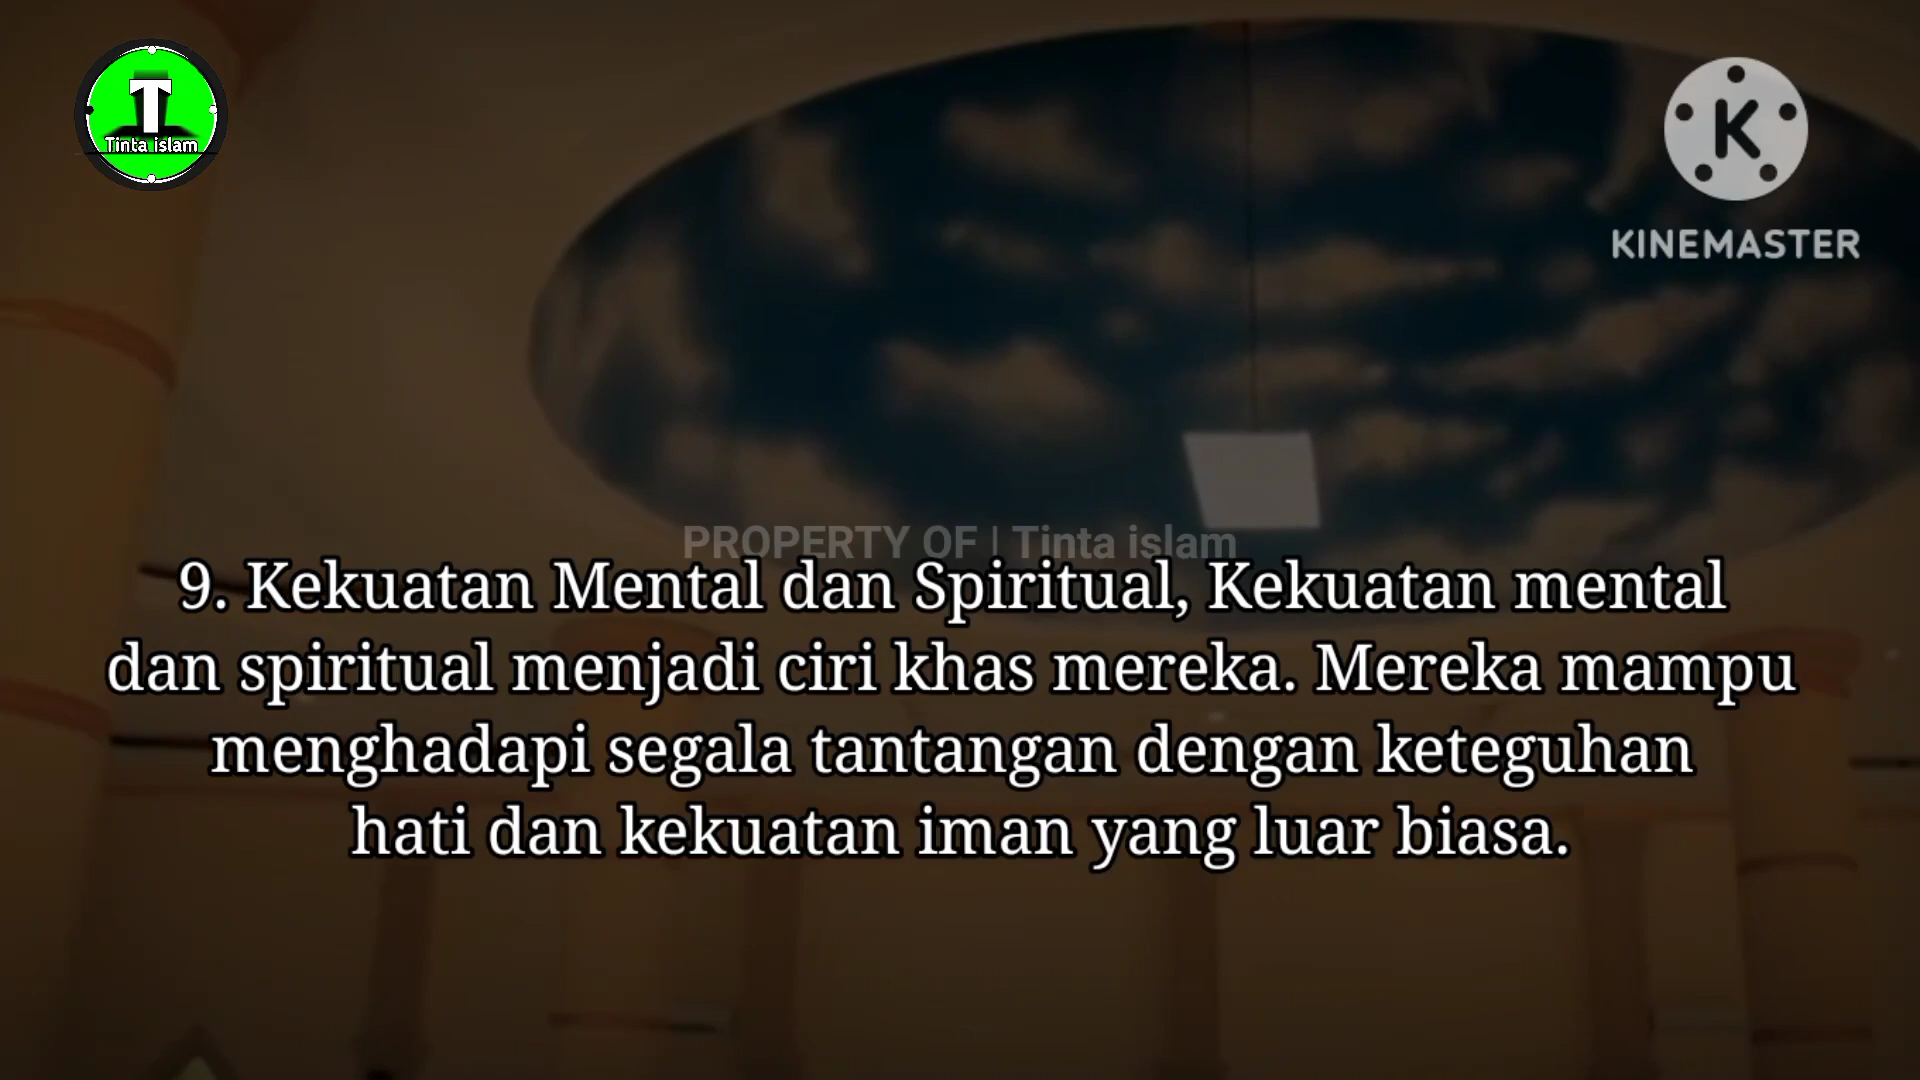 T
Tinta islam
K
KINEMASTER
PROPERTY OF | Tinta islam
9. Kekuatan Mental dan Spiritual, Kekuatan mental
dan spiritual menjadi ciri khas mereka. Mereka mampu
menghadapi segala tantangan dengan keteguhan
hati dan kekuatan iman yang luar biasa.